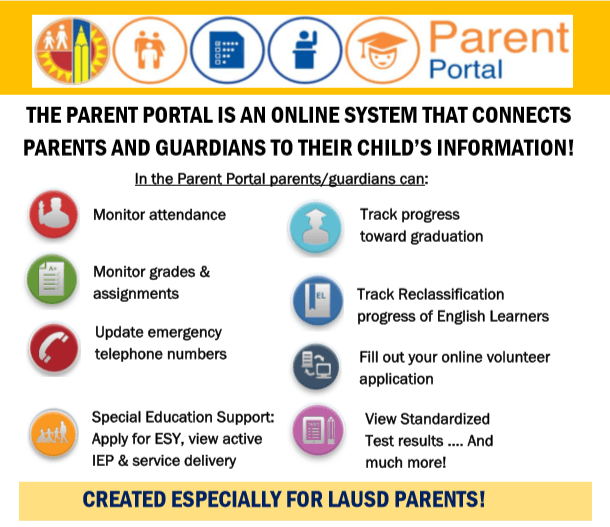 Parent
Portal
THE PARENT PORTAL IS AN ONLINE SYSTEM THAT CONNECTS
PARENTS AND GUARDIANS TO THEIR CHILD'S INFORMATION!
In the Parent Portal parents/guardians can:
Monitor attendance
A+
Monitor grades &
assignments
Update emergency
telephone numbers
Special Education Support:
Apply for ESY, view active
IEP & service delivery
Track progress
toward graduation
EL
Track Reclassification
progress of English Learners
Fill out your online volunteer
application
View Standardized
Test results .... And
much more!
CREATED ESPECIALLY FOR LAUSD PARENTS!